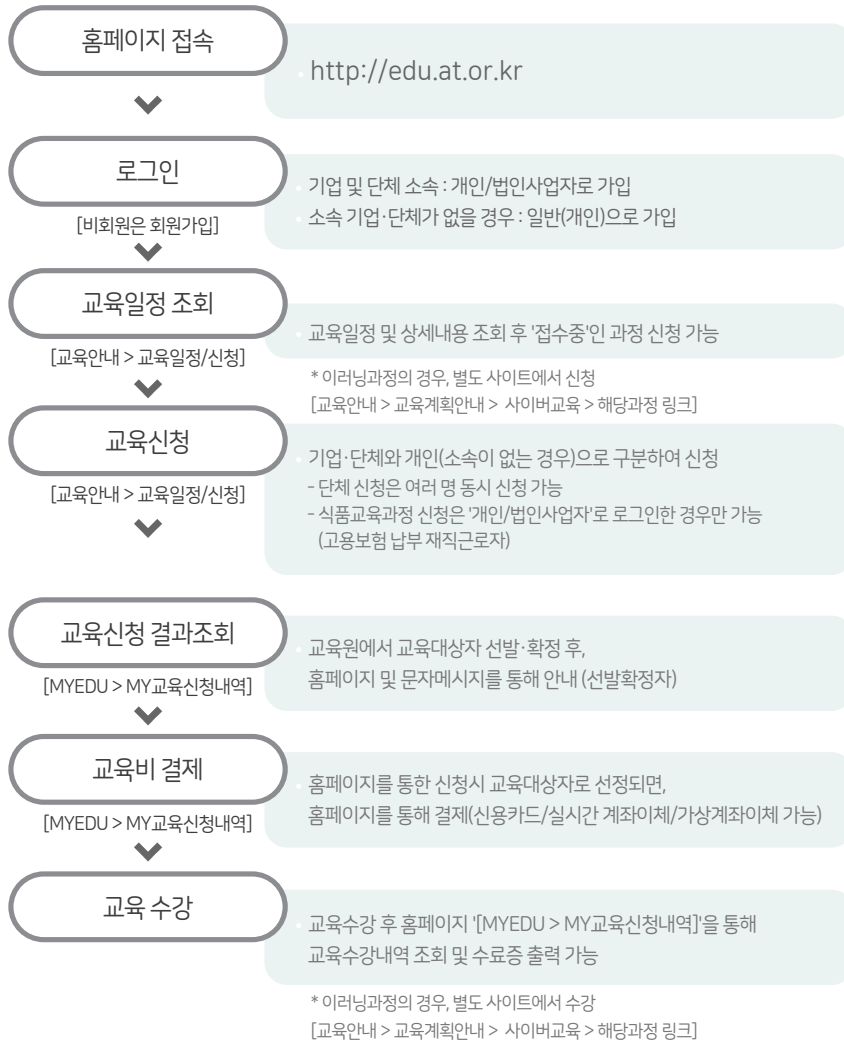 홈페이지 접속
http://edu.at.or.kr
로그인
[비회원은 회원가입]
기업 및 단체 소속 : 개인/법인사업자로 가입
소속 기업·단체가 없을 경우 : 일반(개인)으로 가입
교육일정 조회
[교육안내 > 교육일정/신청]
교육일정 및 상세내용 조회 후 '접수중'인 과정 신청 가능
* 이러닝과정의 경우, 별도 사이트에서 신청
[교육안내 > 교육계획안내 > 사이버교육 > 해당과정 링크]
교육신청
[교육안내 > 교육일정/신청]
기업·단체와 개인(소속이 없는 경우)으로 구분하여 신청
- 단체 신청은 여러 명 동시 신청 가능
- 식품교육과정 신청은 '개인/법인사업자'로 로그인한 경우만 가능
(고용보험 납부 재직근로자)
교육신청 결과조회
[MYEDU > MY교육신청내역]
교육원에서 교육대상자 선발·확정 후,
홈페이지 및 문자메시지를 통해 안내 (선발확정자)
교육비 결제
[MYEDU > MY교육신청내역]
홈페이지를 통한 신청시 교육대상자로 선정되면,
홈페이지를 통해 결제(신용카드/실시간 계좌이체/가상계좌이체 가능)
교육 수강
교육수강 후 홈페이지 '[MYEDU > MY교육신청내역]'을 통해
교육수강내역 조회 및 수료증 출력 가능
* 이러닝과정의 경우, 별도 사이트에서 수강
[교육안내 > 교육계획안내 > 사이버교육 > 해당과정 링크]